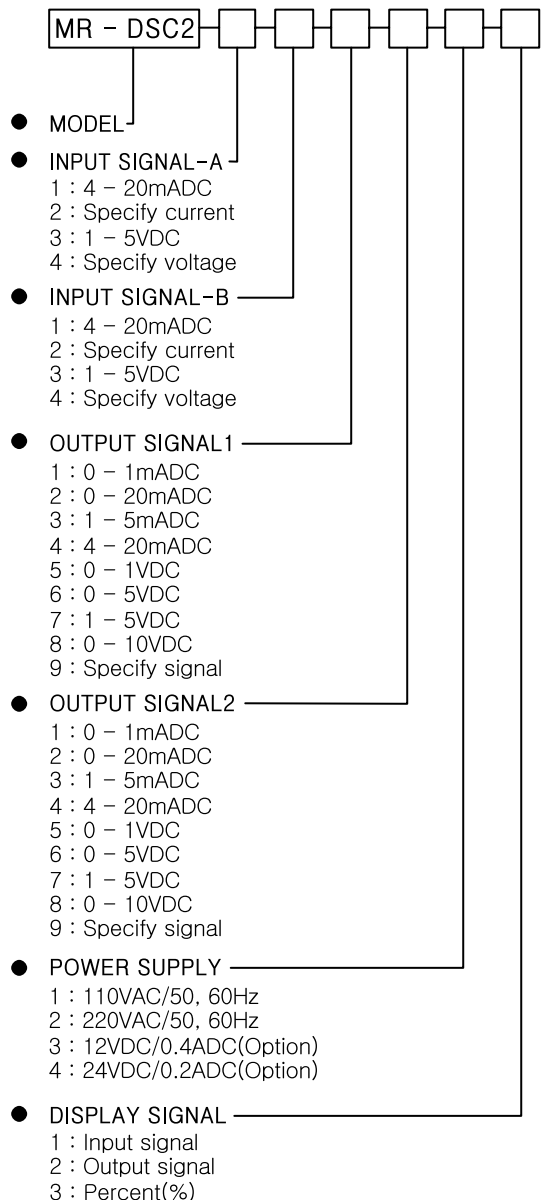 MR - DSC2
● MODEL
● INPUT SIGNAL-A
1 : 4 - 20mADC
2 : Specify current
3 : 1 - 5VDC
4 : Specify voltage
● INPUT SIGNAL-B
1 : 4 - 20mADC
2 : Specify current
3 : 1 - 5VDC
4 : Specify voltage
● OUTPUT SIGNAL1
1 : 0 - 1mADC
2 : 0 - 20mADC
3 : 1 - 5mADC
4 : 4 - 20mADC
5 : 0 - 1VDC
6 : 0 - 5VDC
7 : 1 - 5VDC
8 : 0 - 10VDC
9 : Specify signal
● OUTPUT SIGNAL2
1 : 0 - 1mADC
2 : 0 - 20mADC
3 : 1 - 5mADC
4 : 4 - 20mADC
5 : 0 - 1VDC
6 : 0 - 5VDC
7 : 1 - 5VDC
8 : 0 - 10VDC
9 : Specify signal
● POWER SUPPLY
1 : 110VAC/50, 60Hz
2 : 220VAC/50, 60Hz
3 : 12VDC/0.4ADC(Option)
4 : 24VDC/0.2ADC(Option)
● DISPLAY SIGNAL
1 : Input signal
2 : Output signal
3 : Percent(%)